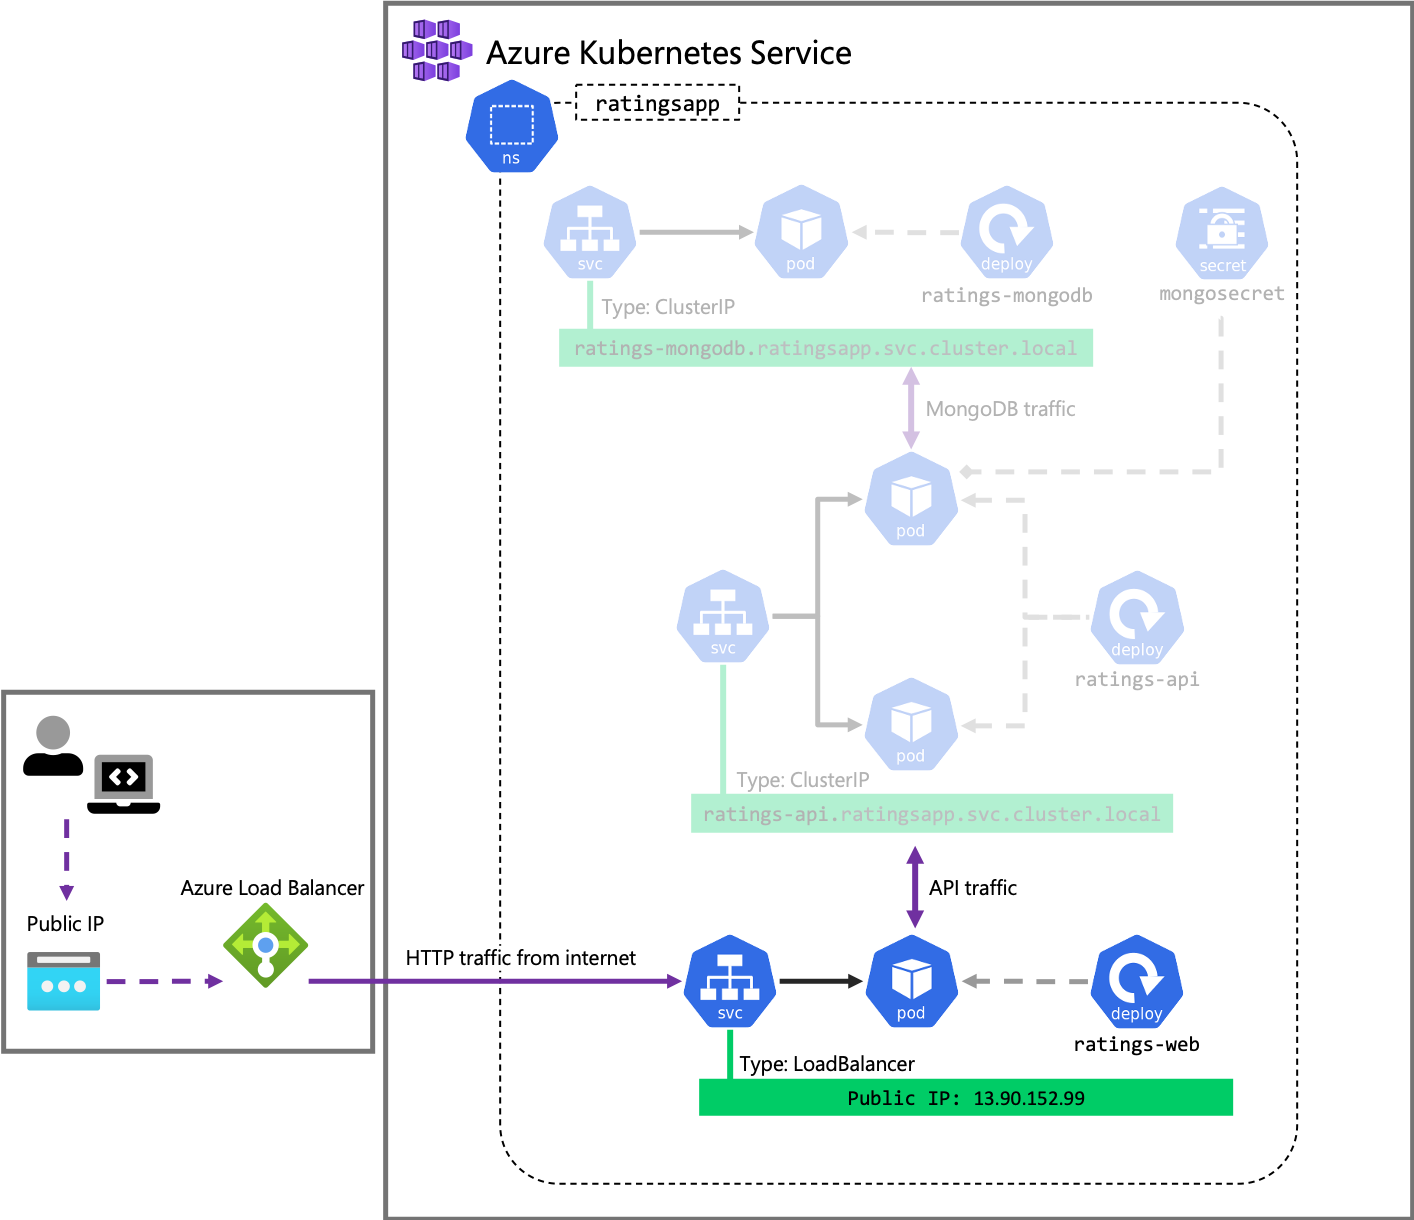 Azure Kubernetes Service
ratingsapp
ns
svc
pod
deploy
secret
ratings-mongodb
mongosecret
Type: ClusterIP
ratings-mongodb.ratingsapp.svc.cluster.local
MongoDB traffic
pod
svc
deploy
ratings-api
pod
Type: ClusterIP
ratings-api.ratingsapp.svc.cluster.local
Azure Load Balancer
API traffic
Public IP
HTTP traffic from internet
svc
pod
deploy
ratings-web
Type: LoadBalancer
Public IP: 13.90.152.99